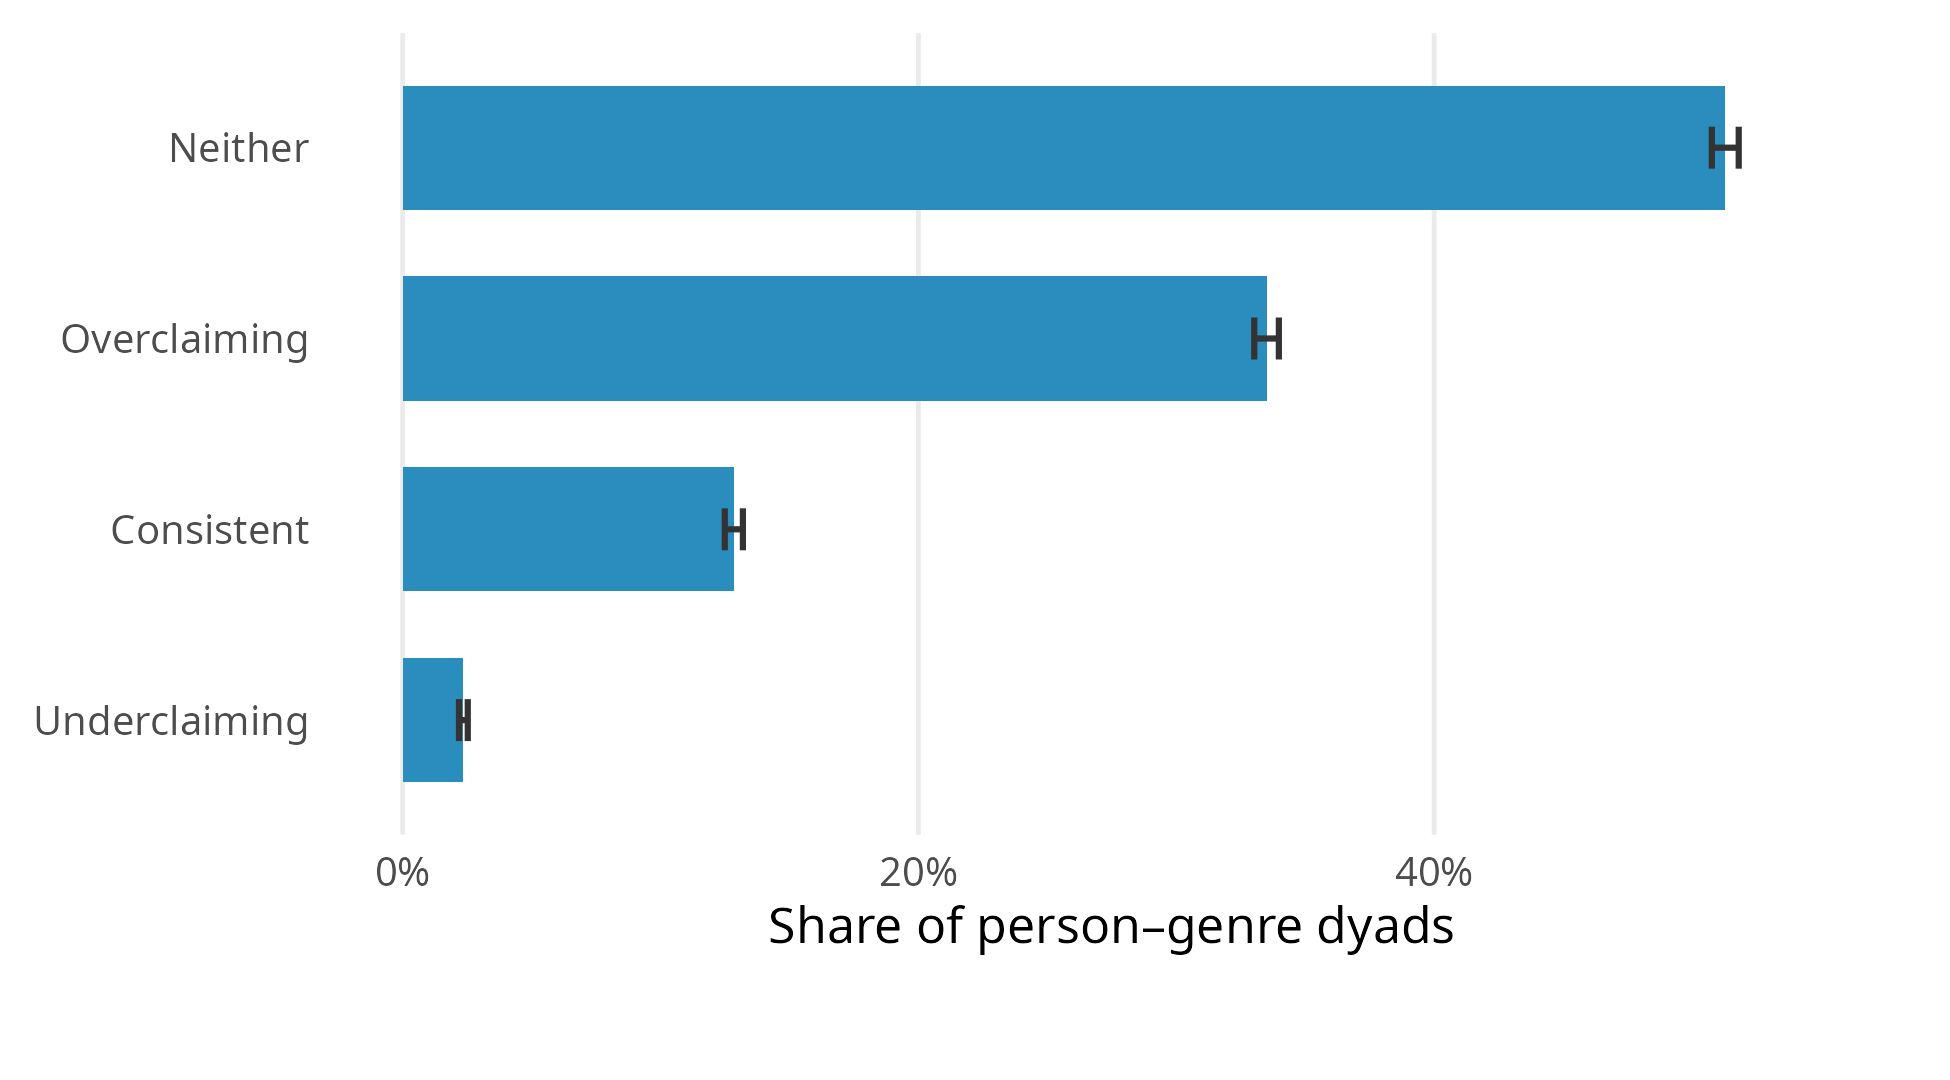 Neither
Overclaiming
Consistent
Underclaiming
0% 20% 40%
Share of person–genre dyads